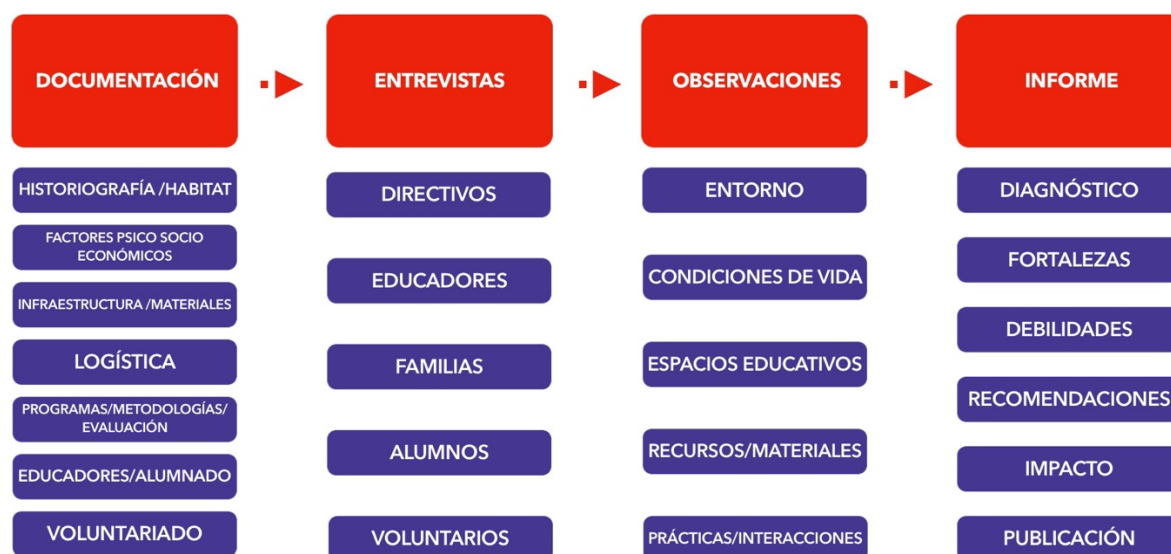 DOCUMENTACIÓN
ENTREVISTAS
OBSERVACIONES
INFORME
HISTORIOGRAFÍA /HABITAT
FACTORES PSICO SOCIO
ECONÓMICOS
INFRAESTRUCTURA /MATERIALES
LOGÍSTICA
PROGRAMAS/METODOLOGÍAS/
EVALUACIÓN
EDUCADORES/ALUMNADO
VOLUNTARIADO
DIRECTIVOS
EDUCADORES
FAMILIAS
ALUMNOS
VOLUNTARIOS
ENTORNO
CONDICIONES DE VIDA
ESPACIOS EDUCATIVOS
RECURSOS/MATERIALES
PRÁCTICAS/INTERACCIONES
DIAGNÓSTICO
FORTALEZAS
DEBILIDADES
RECOMENDACIONES
IMPACTO
PUBLICACIÓN